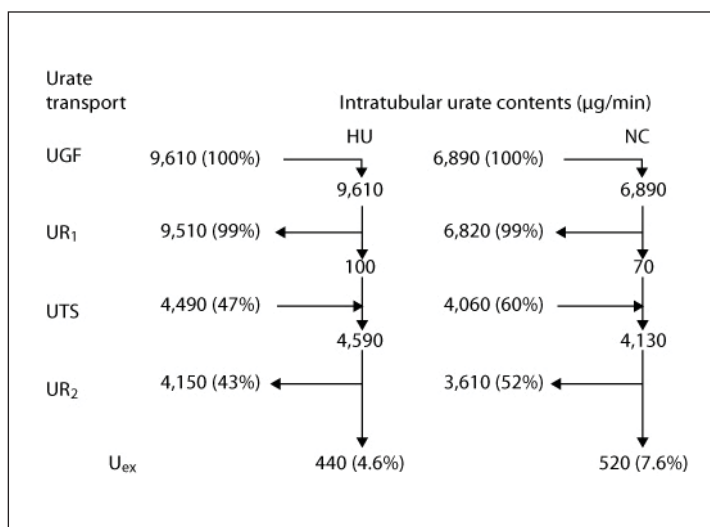 Urate
transport
Intratubular urate contents (µg/min)
HU
NC
UGF
9,610 (100%)
6,890 (100%)
9,610
6,890
UR₁
9,510 (99%)
6,820 (99%)
100
70
UTS
4,490 (47%)
4,060 (60%)
4,590
4,130
UR₂
4,150 (43%)
3,610 (52%)
Uₑₓ
440 (4.6%)
520 (7.6%)